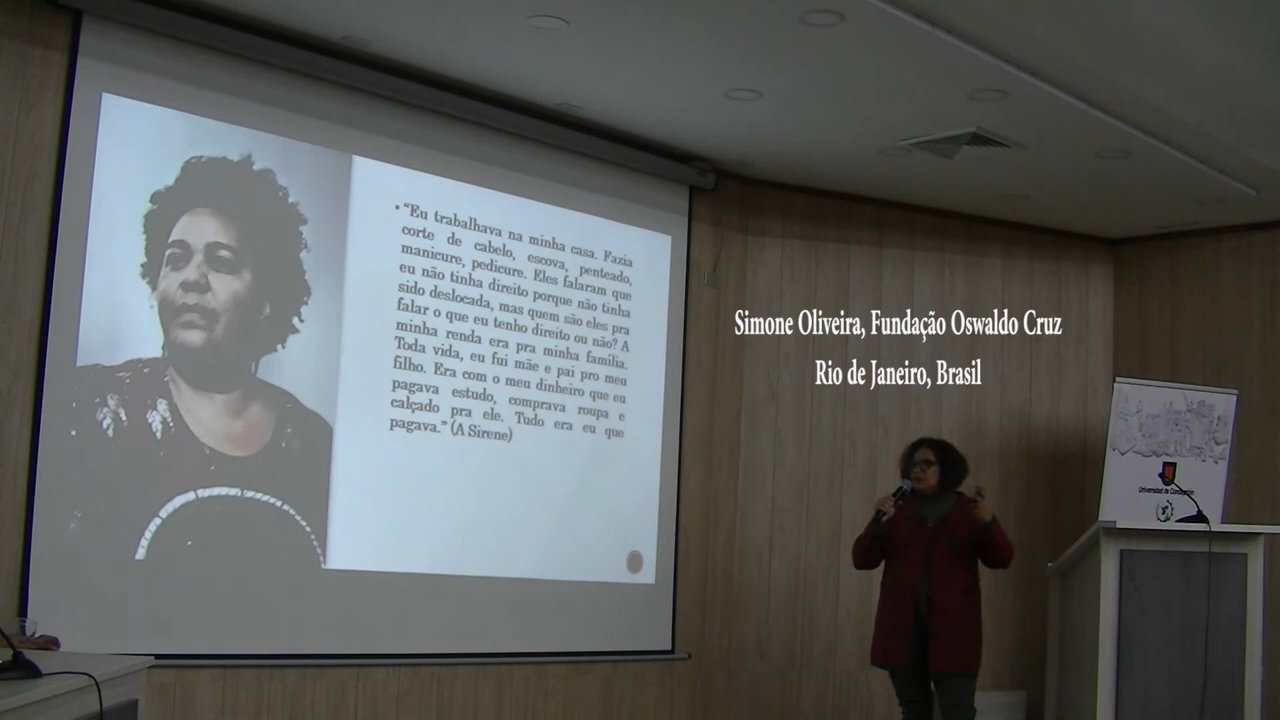 • “Eu trabalhava na minha casa. Fazia
corte de cabelo, escova, penteado,
manicure, pedicure. Eles falaram que
eu não tinha direito porque não tinha
sido deslocada, mas quem são eles pra
falar o que eu tenho direito ou não? A
minha renda era pra minha família.
Toda vida, eu fui mãe e pai pro meu
filho. Era com o meu dinheiro que eu
pagava estudo, comprava roupa e
calçado pra ele. Tudo era eu que
pagava.” (A Sirene)
Simone Oliveira, Fundação Oswaldo Cruz
Rio de Janeiro, Brasil
Universidad de Concepción